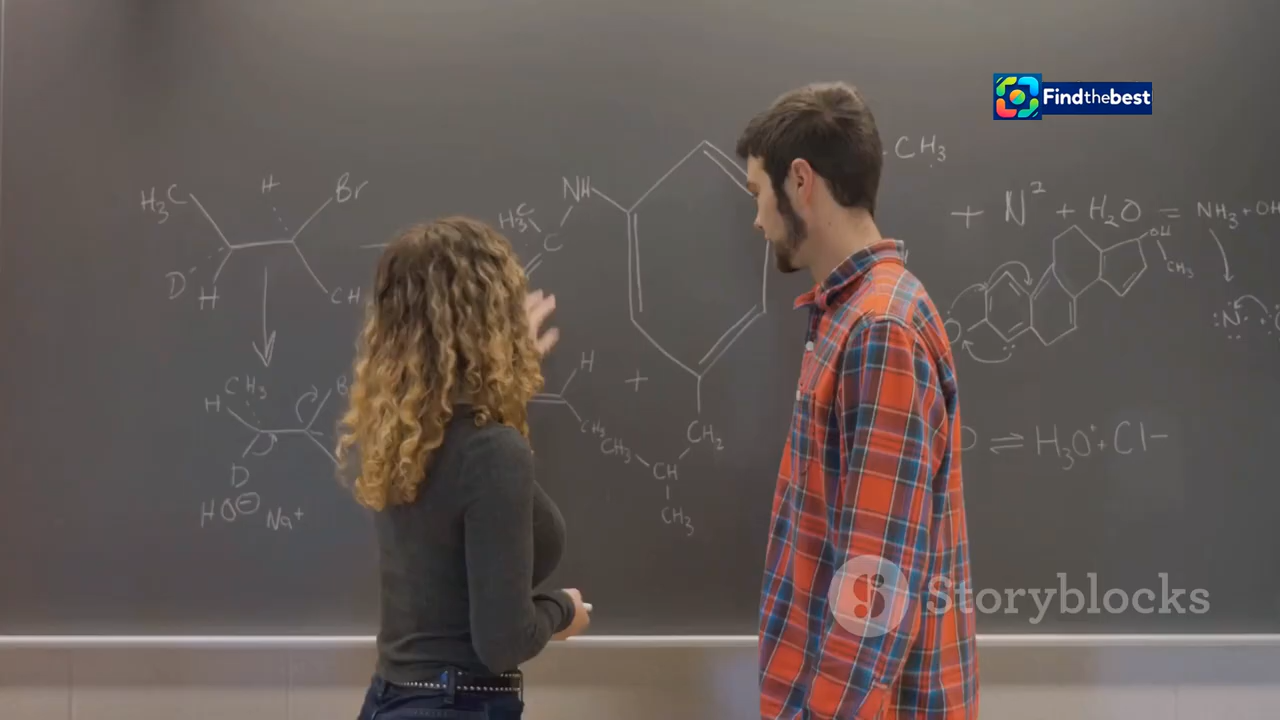 Findthebest
H₃C H Br
D H CH
CH₃ B
H
D
HO⊖ Na⁺
NH
H₃C
C
H
CH₃
+
CH₂
CH₃ CH
CH₃
CH₃
+ N² + H₂O = NH₃ + OH
OH
CH₃
:N·
⇌ H₃O⁺ + Cl−
Storyblocks